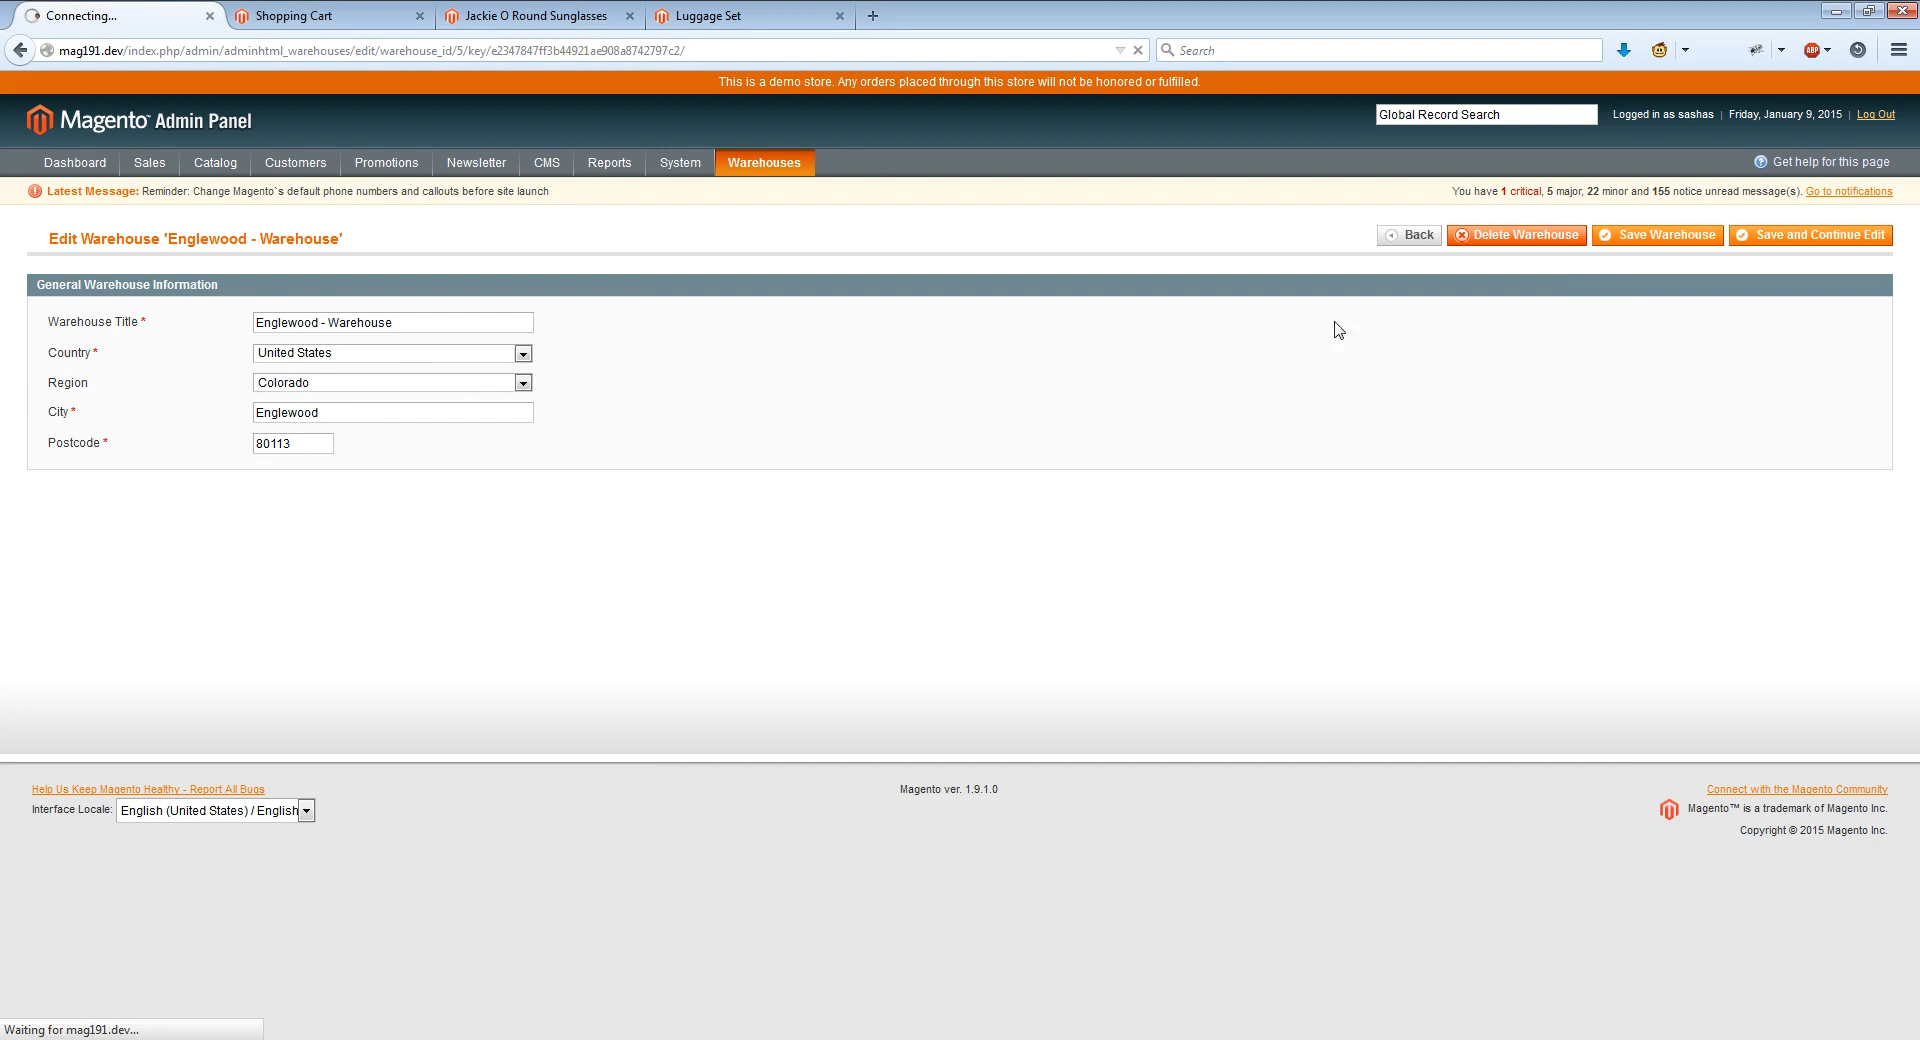 Connecting...
Shopping Cart
Jackie O Round Sunglasses
Luggage Set
mag191.dev/index.php/admin/adminhtml_warehouses/edit/warehouse_id/5/key/e2347847ff3b44921ae908a8742797c2/
Search
ABP
This is a demo store. Any orders placed through this store will not be honored or fulfilled.
Magento™ Admin Panel
Global Record Search
Logged in as sashas | Friday, January 9, 2015 | Log Out
Dashboard Sales Catalog Customers Promotions Newsletter CMS Reports System Warehouses
Get help for this page
Latest Message: Reminder: Change Magento`s default phone numbers and callouts before site launch
You have 1 critical, 5 major, 22 minor and 155 notice unread message(s). Go to notifications
Edit Warehouse 'Englewood - Warehouse'
Back Delete Warehouse Save Warehouse Save and Continue Edit
General Warehouse Information
Warehouse Title * Englewood - Warehouse
Country * United States
Region Colorado
City * Englewood
Postcode * 80113
Help Us Keep Magento Healthy - Report All Bugs
Interface Locale: English (United States) / English
Magento ver. 1.9.1.0
Connect with the Magento Community
Magento™ is a trademark of Magento Inc.
Copyright © 2015 Magento Inc.
Waiting for mag191.dev...